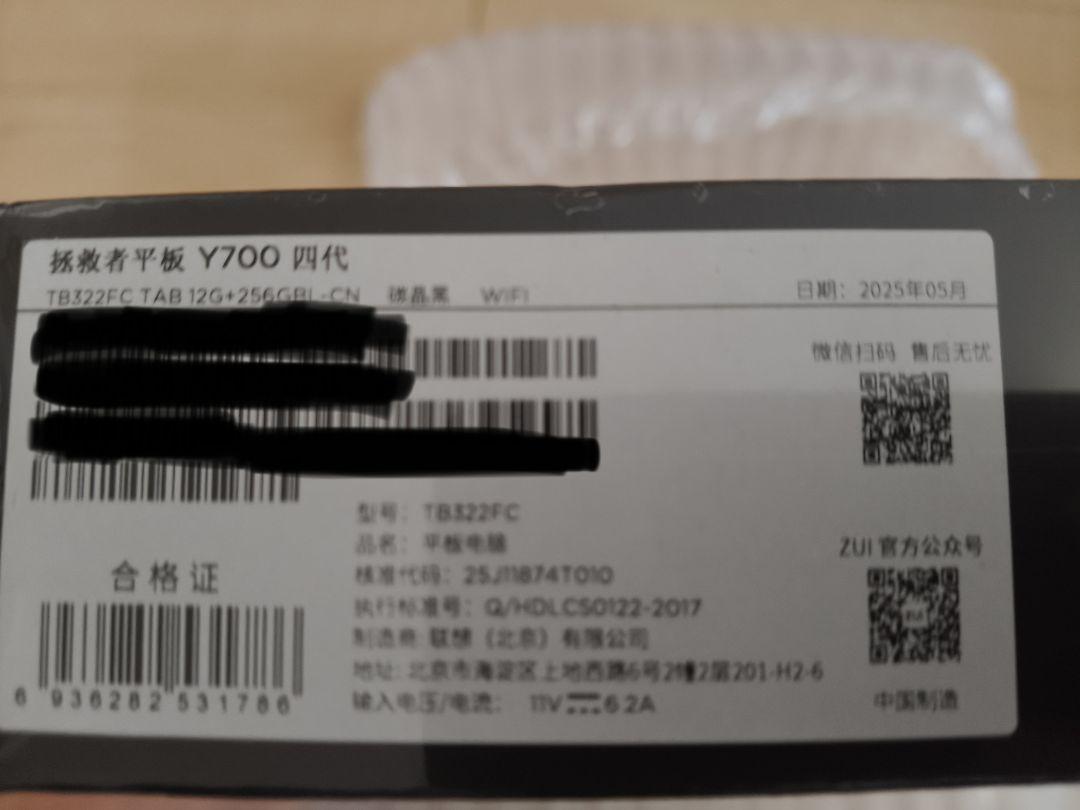 拯救者平板 Y700 四代
TB322FC TAB 12G+256GBL-CN 碳晶黑 WIFI
日期：2025年05月
微信扫码 售后无忧
型号：TB322FC
品名：平板电脑
核准代码：25J11874T010
执行标准号：Q/HDLCS0122-2017
制造商：联想（北京）有限公司
地址：北京市海淀区上地西路6号2幢2层201-H2-6
输入电压/电流：11V 6.2A
合格证
6 936282 531786
ZUI 官方公众号
ZUI
中国制造